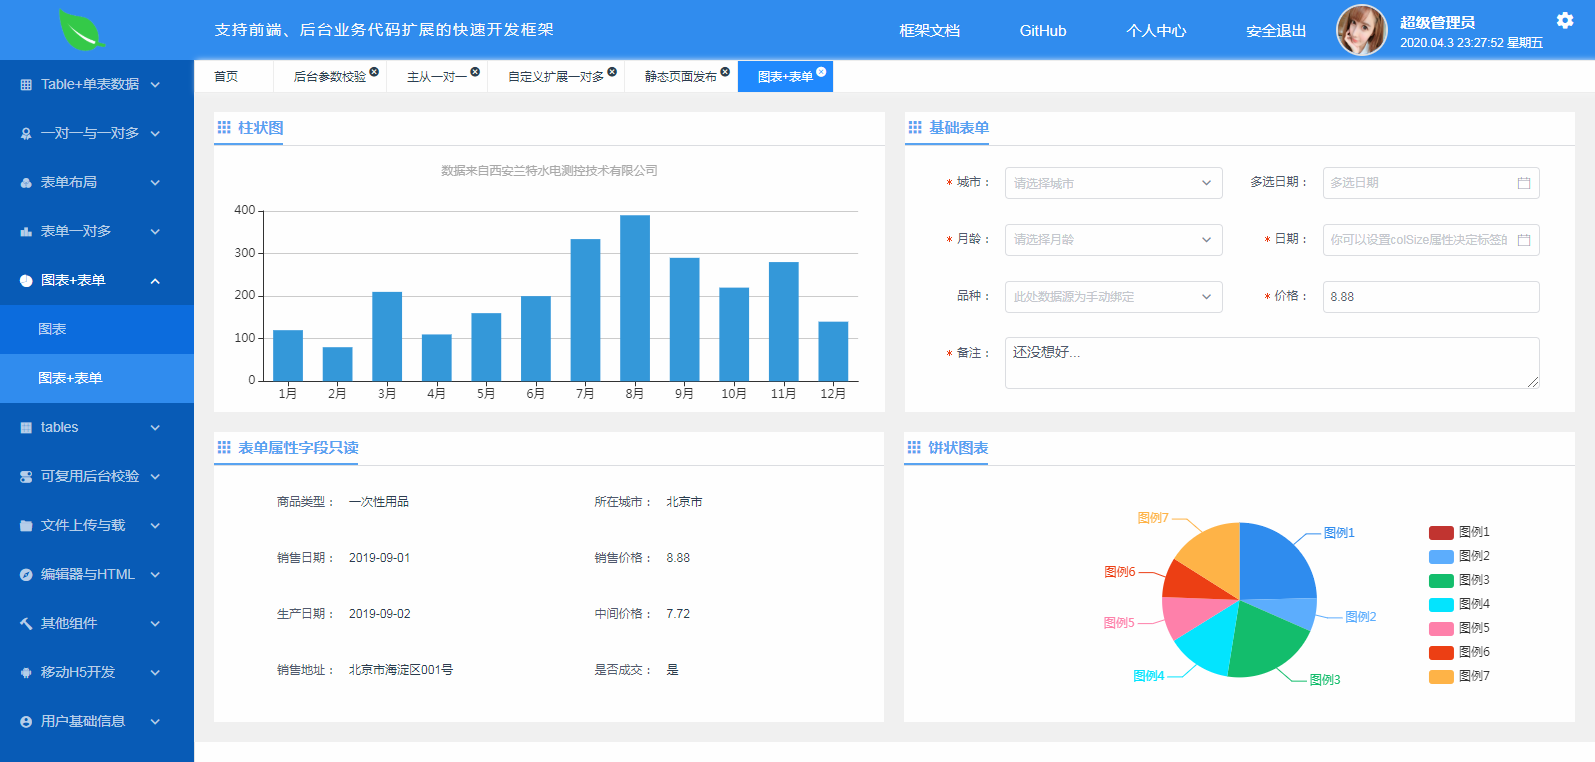 支持前端、后台业务代码扩展的快速开发框架
框架文档
GitHub
个人中心
安全退出
超级管理员
2020.04.3 23:27:52 星期五
Table+单表数据
一对一与一对多
表单布局
表单一对多
图表+表单
图表
图表+表单
tables
可复用后台校验
文件上传与载
编辑器与HTML
其他组件
移动H5开发
用户基础信息
首页
后台参数校验
主从一对一
自定义扩展一对多
静态页面发布
图表+表单
柱状图
数据来自西安兰特水电测控技术有限公司
400
300
200
100
0
1月 2月 3月 4月 5月 6月 7月 8月 9月 10月 11月 12月
基础表单
* 城市： 请选择城市 多选日期： 多选日期
* 月龄： 请选择月龄 * 日期： 你可以设置colSize属性决定标签的
品种： 此处数据源为手动绑定 * 价格： 8.88
* 备注： 还没想好...
表单属性字段只读
商品类型： 一次性用品 所在城市： 北京市
销售日期： 2019-09-01 销售价格： 8.88
生产日期： 2019-09-02 中间价格： 7.72
销售地址： 北京市海淀区001号 是否成交： 是
饼状图表
图例7
图例1
图例6
图例2
图例5
图例4
图例3
图例1
图例2
图例3
图例4
图例5
图例6
图例7